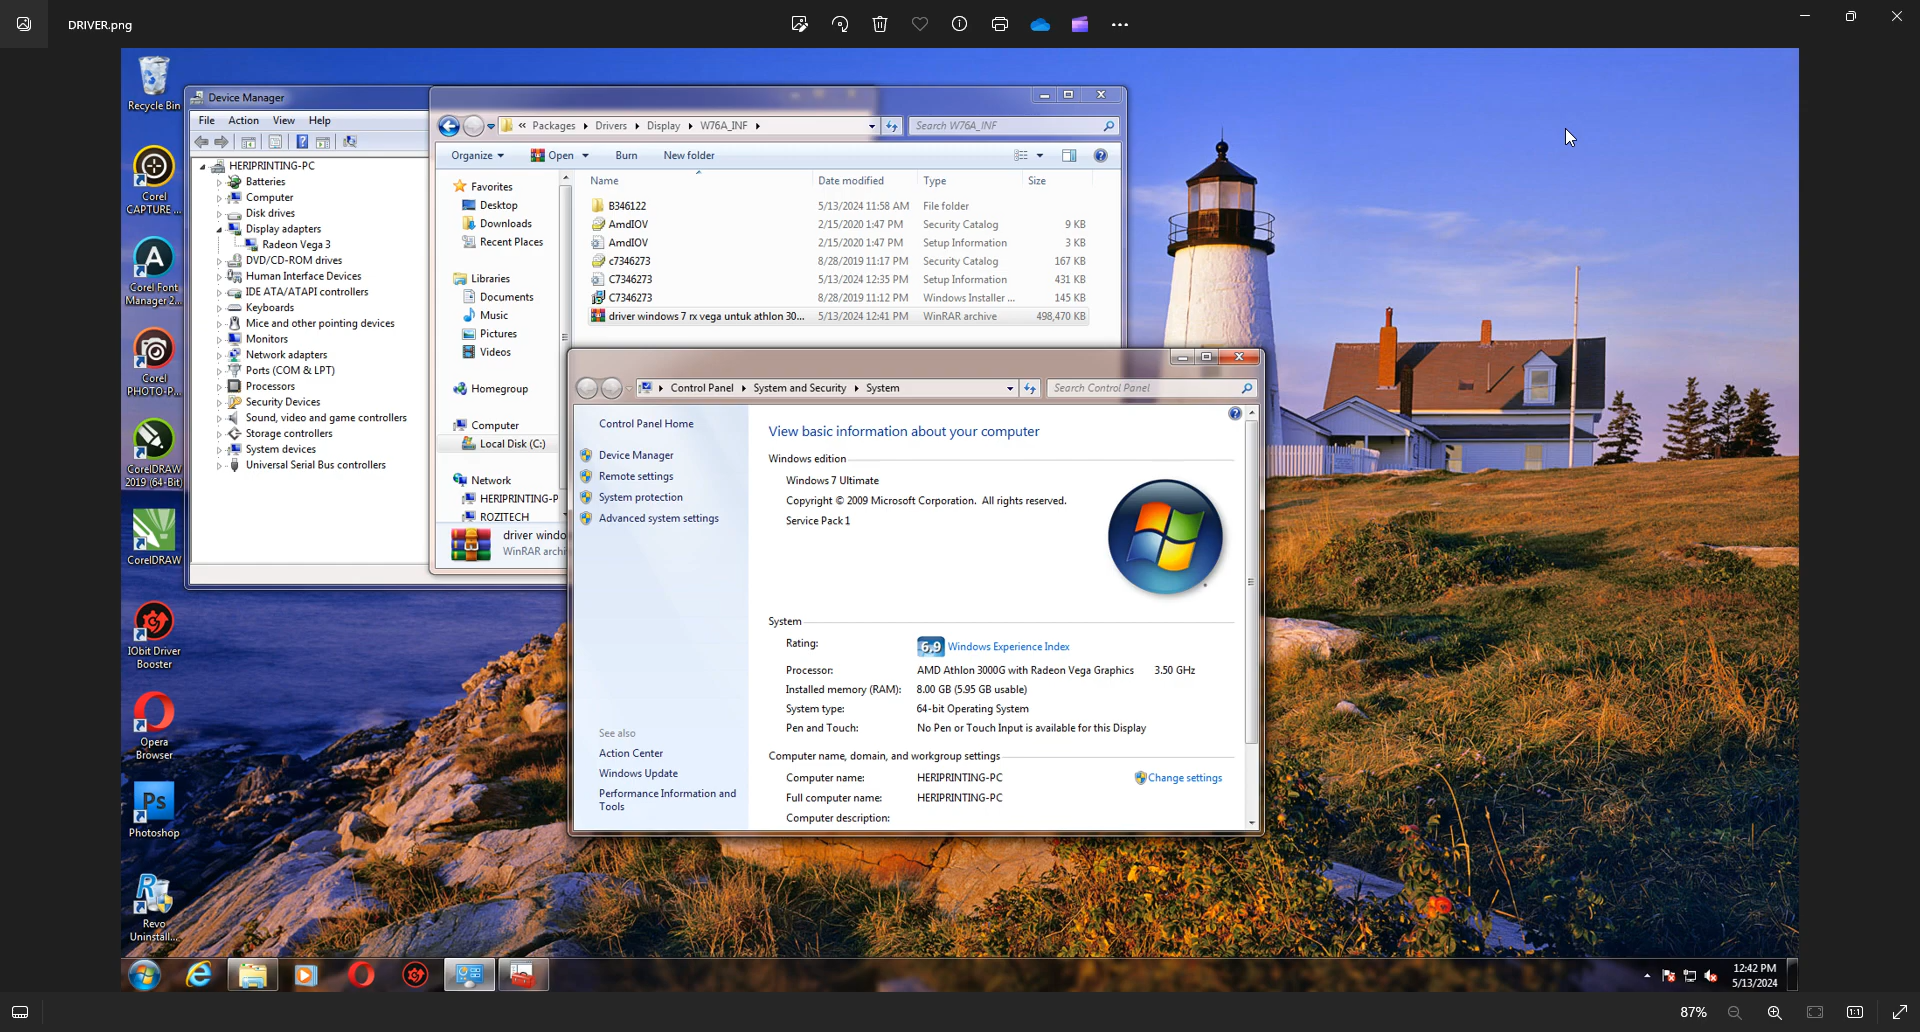 DRIVER.png
Recycle Bin
Corel
CAPTURE ...
Corel Font
Manager 2...
Corel
PHOTO-P...
CorelDRAW
2019 (64-Bit)
CorelDRAW
IObit Driver
Booster
Opera
Browser
Ps
Photoshop
Revo
Uninstall...
Device Manager
File Action View Help
HERIPRINTING-PC
Batteries
Computer
Disk drives
Display adapters
Radeon Vega 3
DVD/CD-ROM drives
Human Interface Devices
IDE ATA/ATAPI controllers
Keyboards
Mice and other pointing devices
Monitors
Network adapters
Ports (COM & LPT)
Processors
Security Devices
Sound, video and game controllers
Storage controllers
System devices
Universal Serial Bus controllers
« Packages Drivers Display W76A_INF
Search W76A_INF
Organize Open Burn New folder
Favorites
Desktop
Downloads
Recent Places
Libraries
Documents
Music
Pictures
Videos
Homegroup
Computer
Local Disk (C:)
Network
HERIPRINTING-P
ROZITECH
Name Date modified Type Size
B346122 5/13/2024 11:58 AM File folder
AmdIOV 2/15/2020 1:47 PM Security Catalog 9 KB
AmdIOV 2/15/2020 1:47 PM Setup Information 3 KB
c7346273 8/28/2019 11:17 PM Security Catalog 167 KB
C7346273 5/13/2024 12:35 PM Setup Information 431 KB
C7346273 8/28/2019 11:12 PM Windows Installer ... 145 KB
driver windows 7 rx vega untuk athlon 30... 5/13/2024 12:41 PM WinRAR archive 498,470 KB
driver windo
WinRAR archi
Control Panel System and Security System
Search Control Panel
Control Panel Home
Device Manager
Remote settings
System protection
Advanced system settings
See also
Action Center
Windows Update
Performance Information and
Tools
View basic information about your computer
Windows edition
Windows 7 Ultimate
Copyright © 2009 Microsoft Corporation. All rights reserved.
Service Pack 1
System
Rating: 6.9 Windows Experience Index
Processor: AMD Athlon 3000G with Radeon Vega Graphics 3.50 GHz
Installed memory (RAM): 8.00 GB (5.95 GB usable)
System type: 64-bit Operating System
Pen and Touch: No Pen or Touch Input is available for this Display
Computer name, domain, and workgroup settings
Computer name: HERIPRINTING-PC Change settings
Full computer name: HERIPRINTING-PC
Computer description:
12:42 PM
5/13/2024
87%
1:1